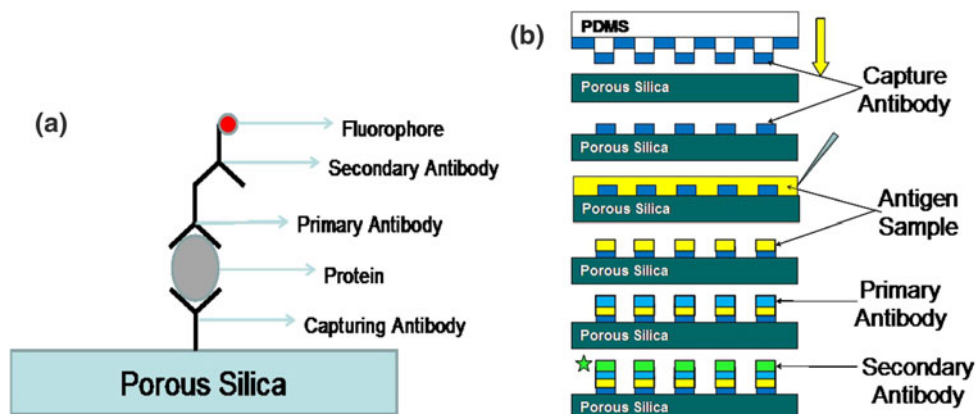 (a)
Fluorophore
Secondary Antibody
Primary Antibody
Protein
Capturing Antibody
Porous Silica
(b)
PDMS
Porous Silica
Capture
Antibody
Porous Silica
Porous Silica
Antigen
Sample
Porous Silica
Primary
Antibody
Porous Silica
Secondary
Antibody
Porous Silica